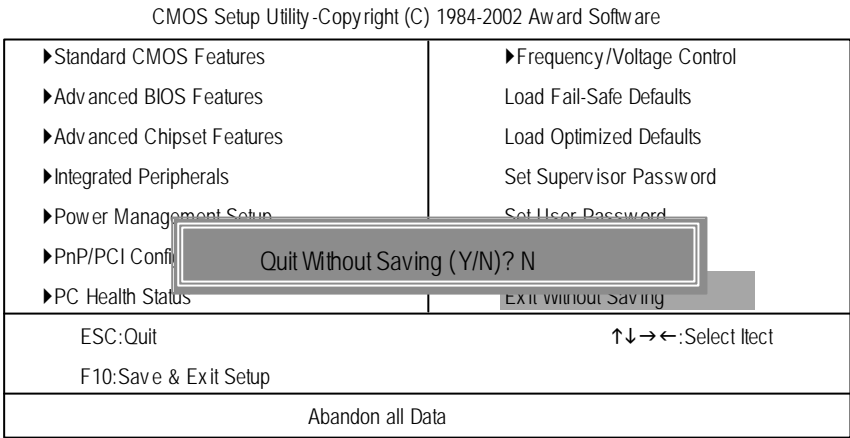 CMOS Setup Utility-Copyright (C) 1984-2002 Award Software
▶Standard CMOS Features
▶Advanced BIOS Features
▶Advanced Chipset Features
▶Integrated Peripherals
▶Power Management Setup
▶PnP/PCI
▶PC Health Status
▶Frequency/Voltage Control
Load Fail-Safe Defaults
Load Optimized Defaults
Set Supervisor Password
Set User Password
Exit Without Saving
Quit Without Saving (Y/N)? N
ESC:Quit
↑↓→←:Select Itect
F10:Save & Exit Setup
Abandon all Data